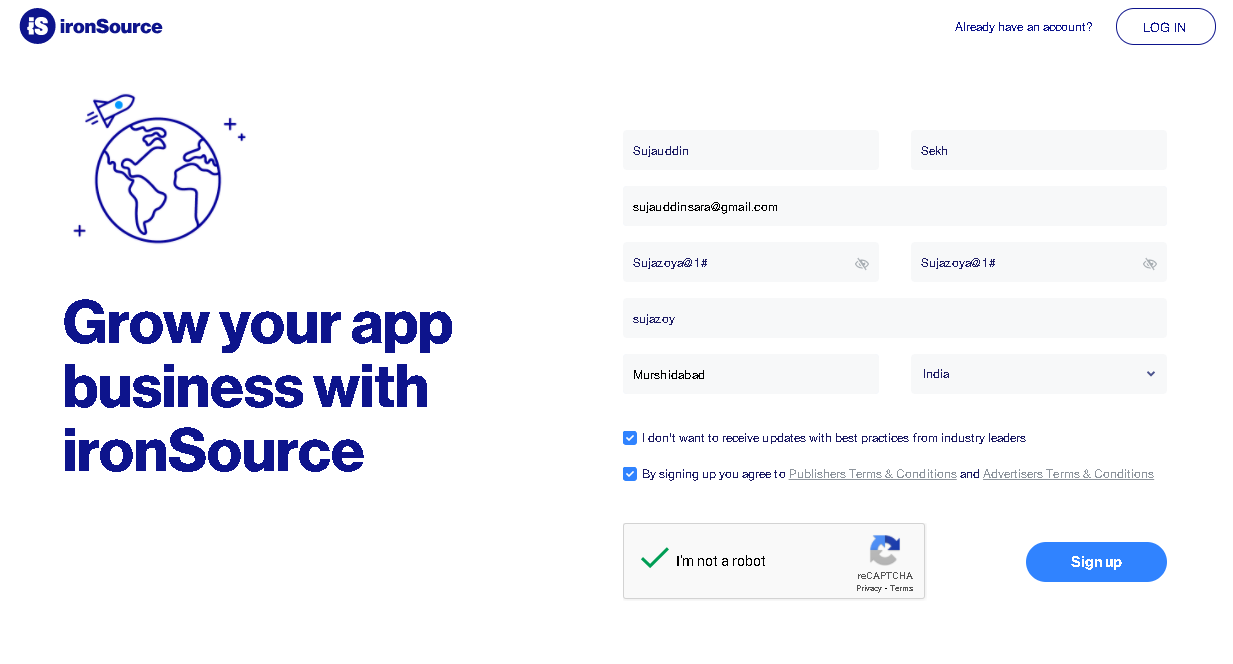 iS ironSource
Already have an account?
LOG IN
Grow your app
business with
ironSource
Sujauddin
Sekh
sujauddinsara@gmail.com
Sujazoya@1#
Sujazoya@1#
sujazoy
Murshidabad
India
I don't want to receive updates with best practices from industry leaders
By signing up you agree to Publishers Terms & Conditions and Advertisers Terms & Conditions
I'm not a robot
reCAPTCHA
Privacy - Terms
Sign up